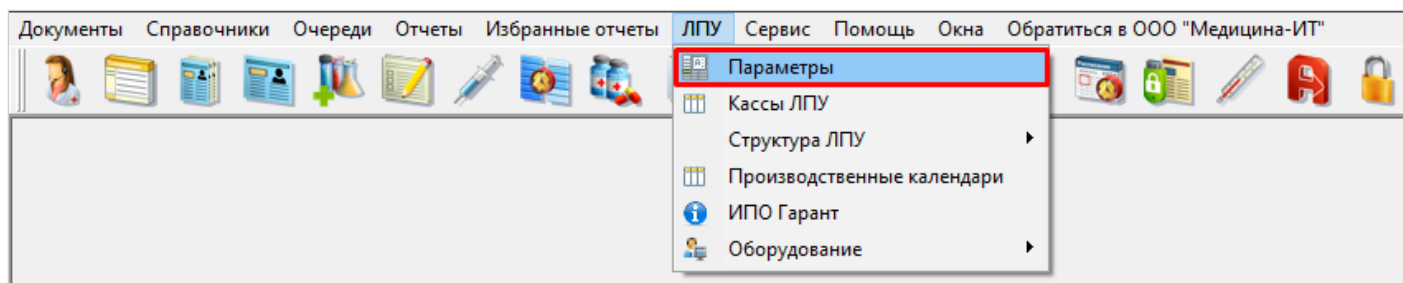 Документы Справочники Очереди Отчеты Избранные отчеты ЛПУ Сервис Помощь Окна Обратиться в ООО "Медицина-ИТ"
Параметры
Кассы ЛПУ
Структура ЛПУ
Производственные календари
ИПО Гарант
Оборудование